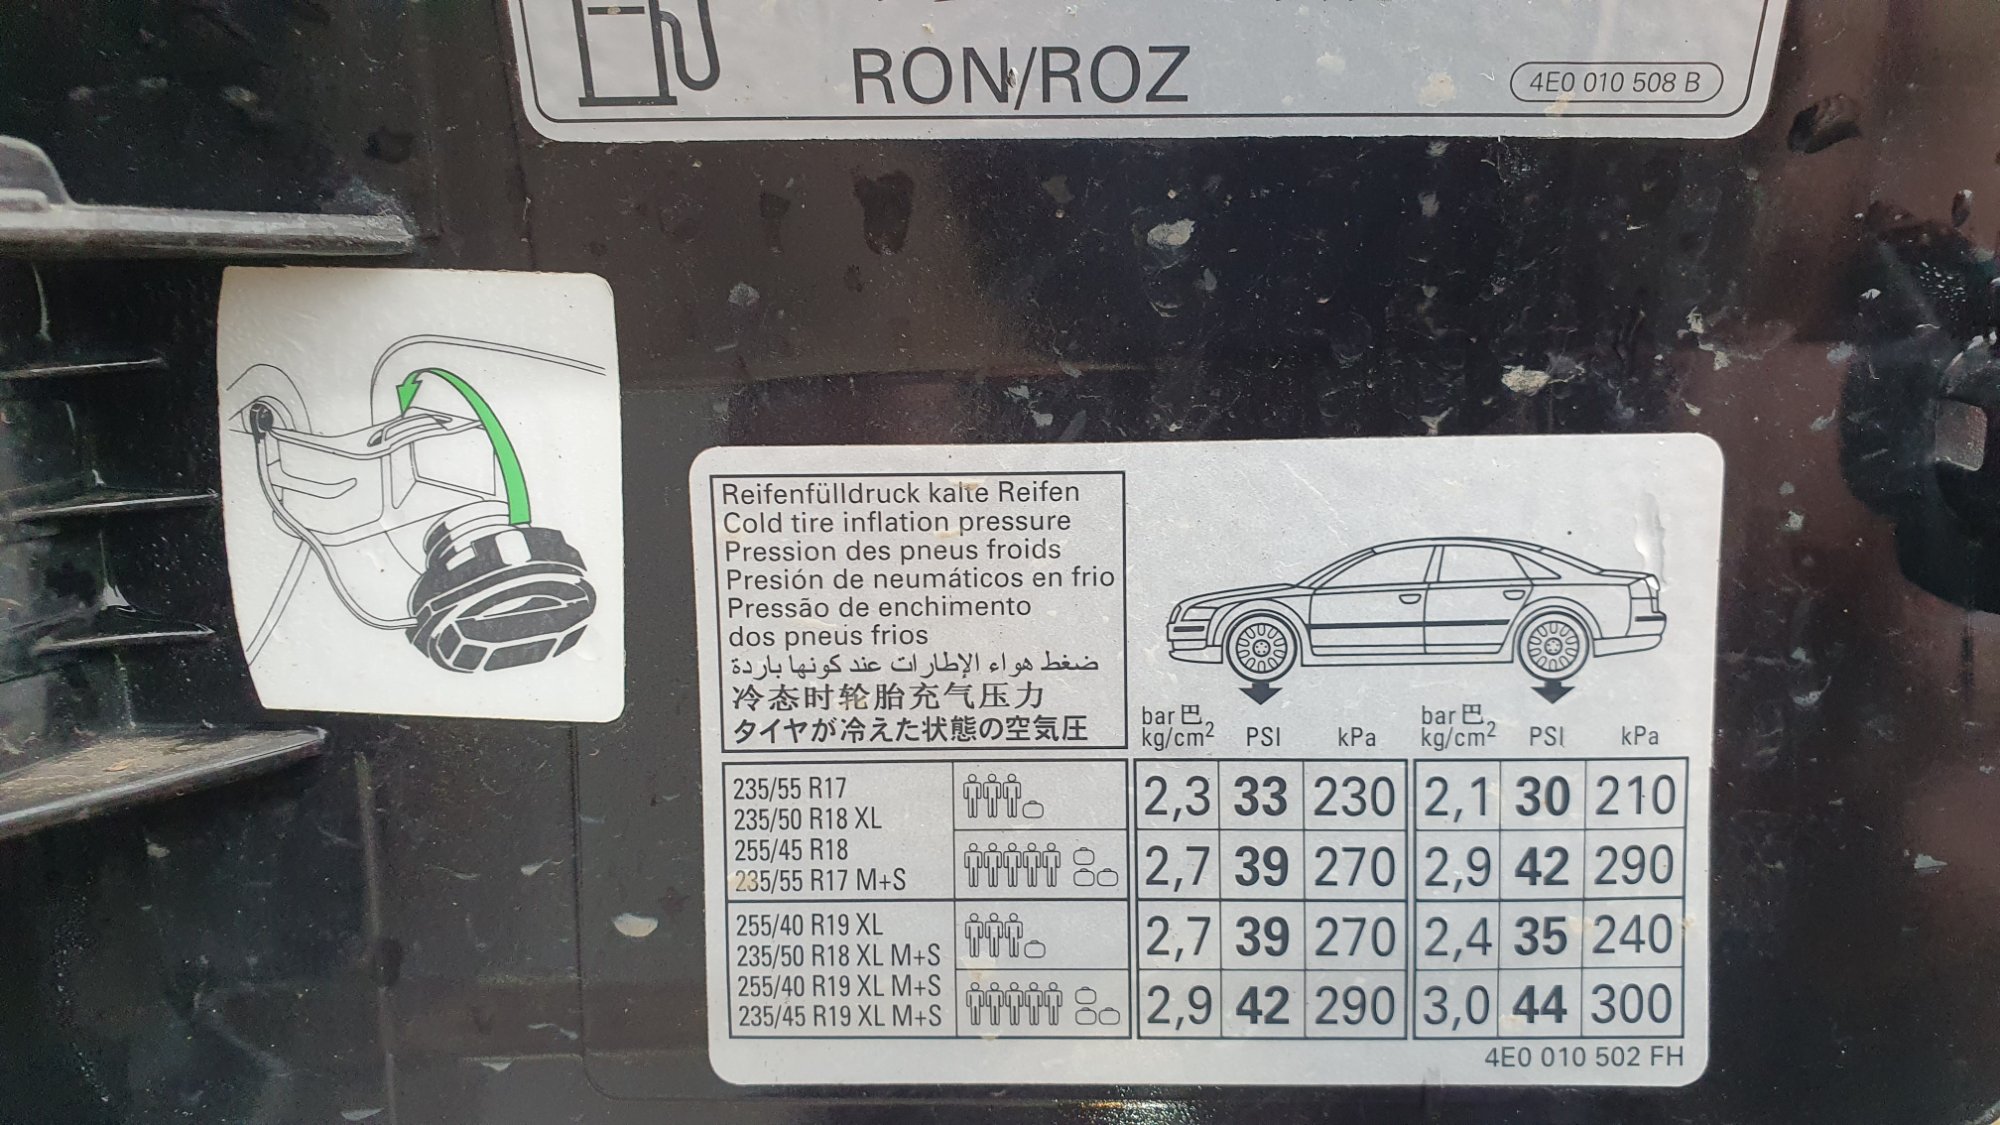 RON/ROZ
4E0 010 508 B
Reifenfülldruck kalte Reifen
Cold tire inflation pressure
Pression des pneus froids
Presión de neumáticos en frio
Pressão de enchimento
dos pneus frios
ضغط هواء الإطارات عند كونها باردة
冷态时轮胎充气压力
タイヤが冷えた状態の空気圧
bar巴 bar巴
kg/cm² PSI kPa kg/cm² PSI kPa
235/55 R17
235/50 R18 XL
255/45 R18
235/55 R17 M+S
2,3 33 230 2,1 30 210
2,7 39 270 2,9 42 290
255/40 R19 XL
235/50 R18 XL M+S
255/40 R19 XL M+S
235/45 R19 XL M+S
2,7 39 270 2,4 35 240
2,9 42 290 3,0 44 300
4E0 010 502 FH